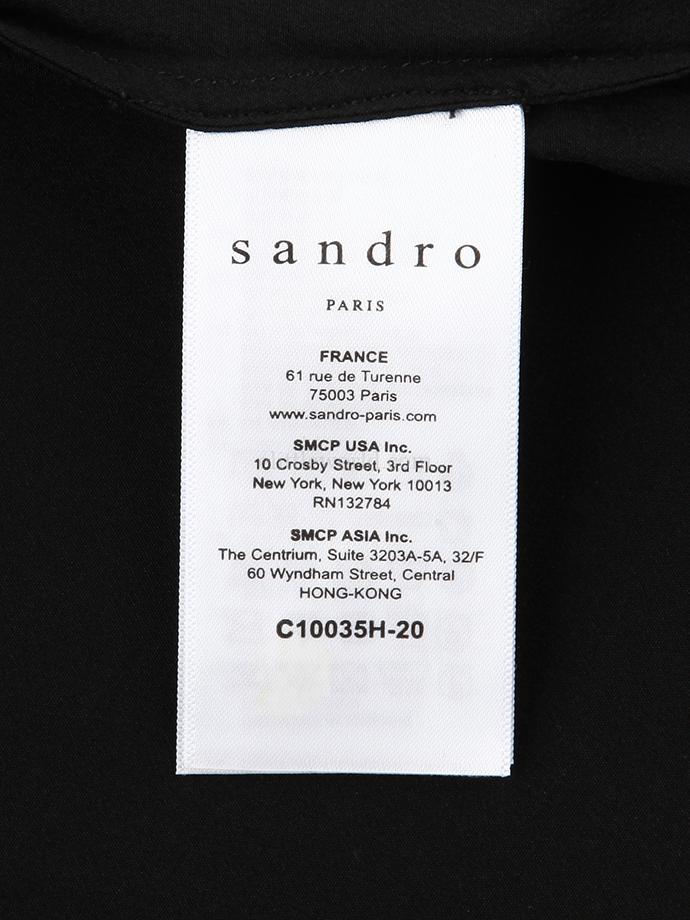 sandro
PARIS
FRANCE
61 rue de Turenne
75003 Paris
www.sandro-paris.com
SMCP USA Inc.
10 Crosby Street, 3rd Floor
New York, New York 10013
RN132784
SMCP ASIA Inc.
The Centrium, Suite 3203A-5A, 32/F
60 Wyndham Street, Central
HONG-KONG
C10035H-20